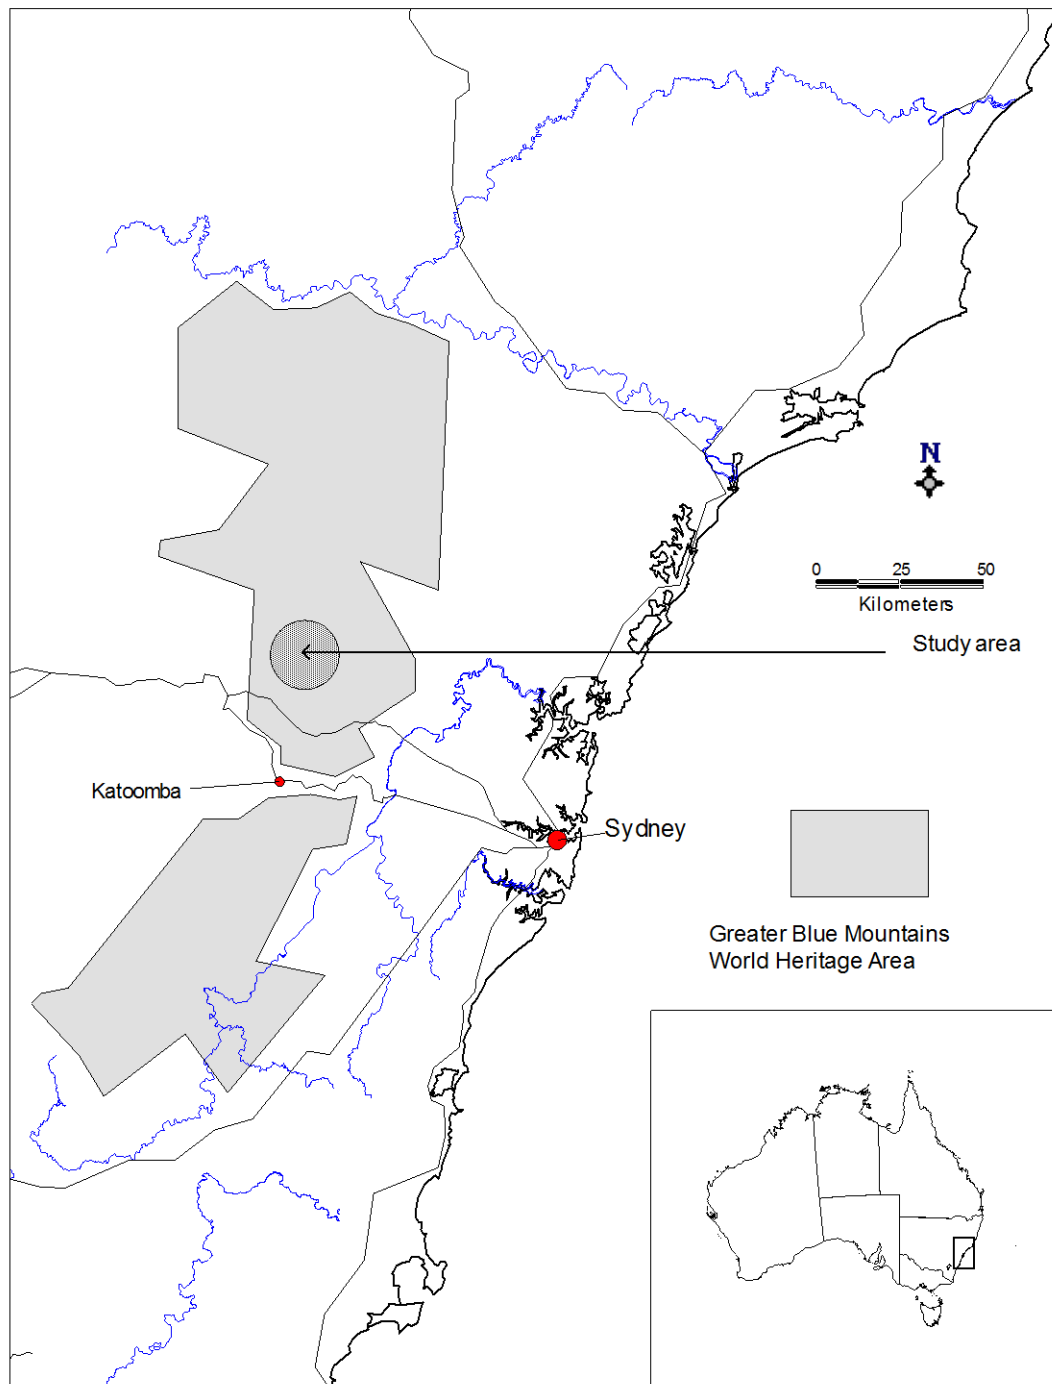 N
0 25 50
Kilometers
Study area
Katoomba
Sydney
Greater Blue Mountains
World Heritage Area